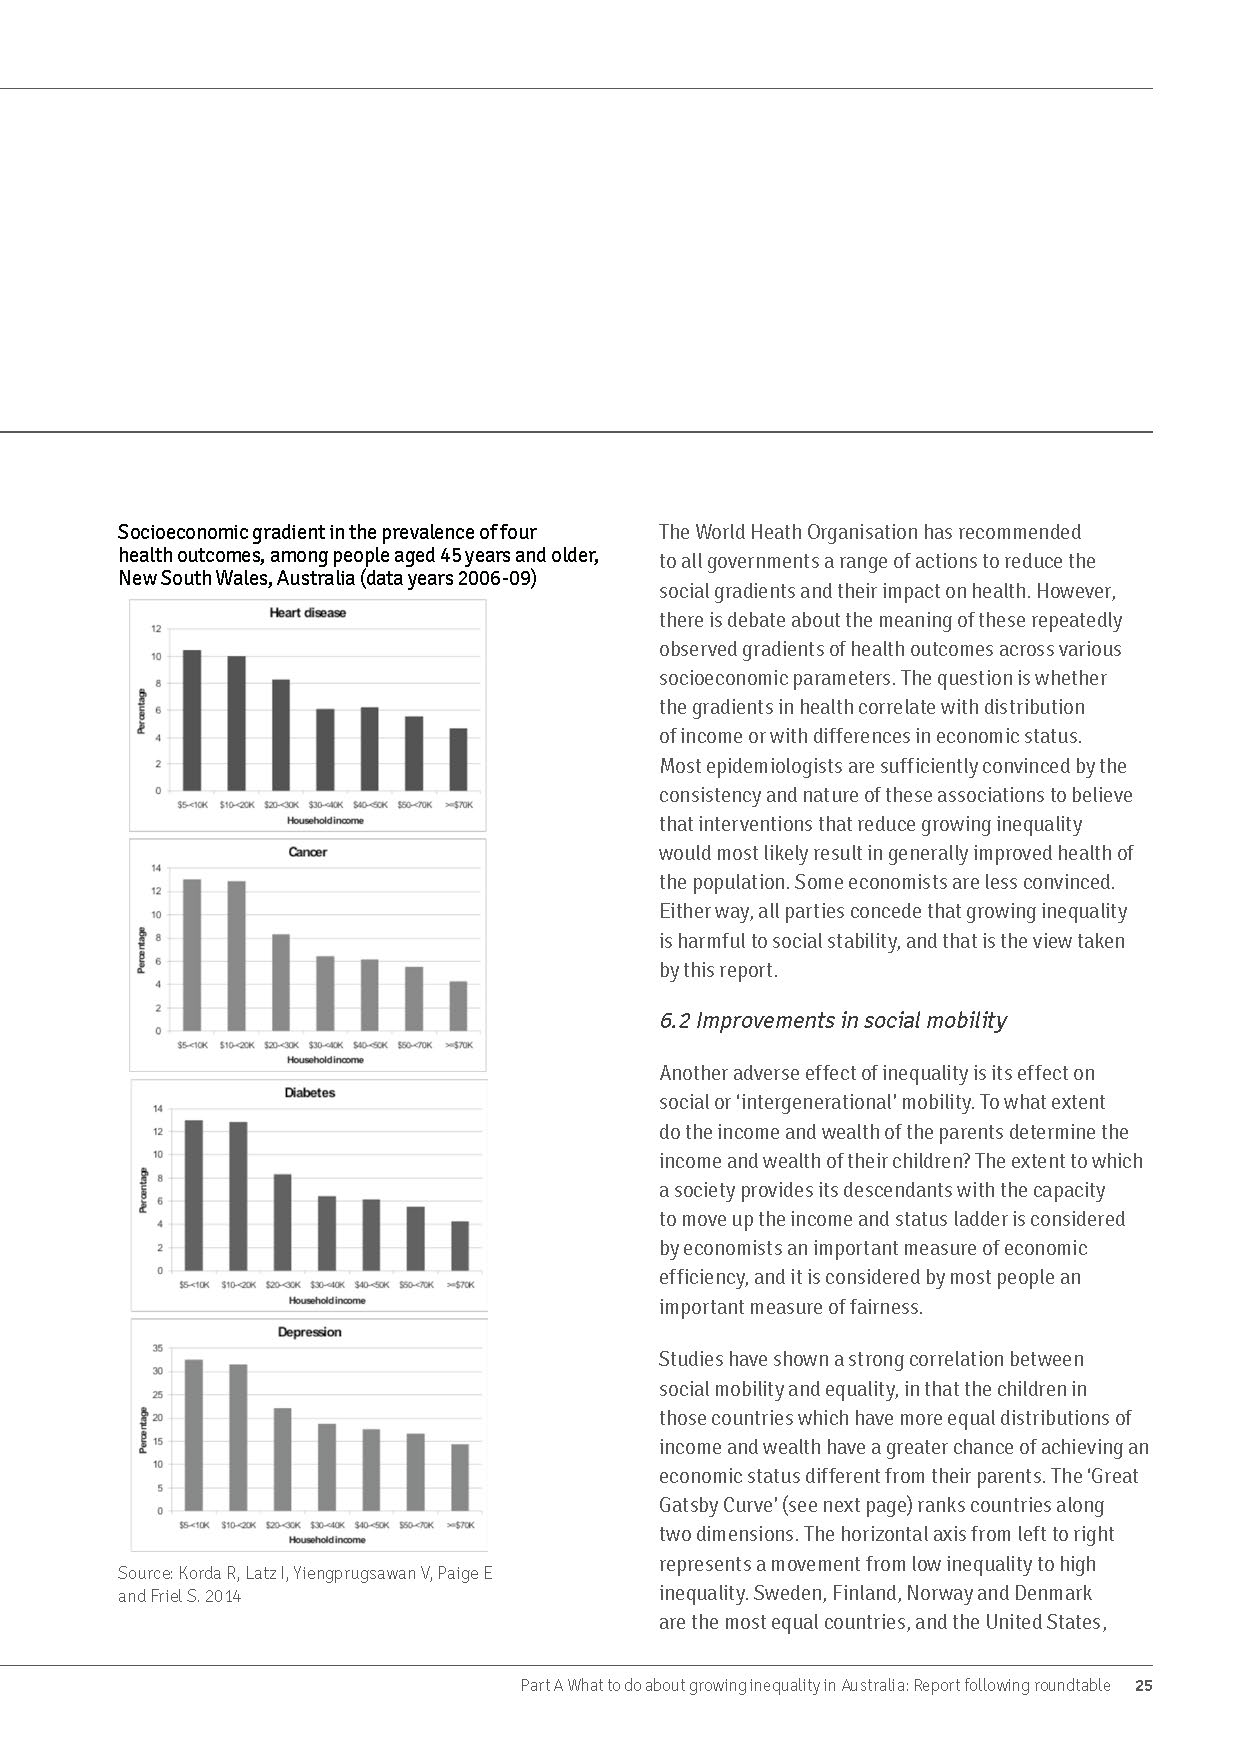 Socioeconomic gradient in the prevalence of four
health outcomes, among people aged 45 years and older,
New South Wales, Australia (data years 2006-09)
Heart disease
12
10
8
6
4
2
0
Percentage
$5-<10K $10-<20K $20-<30K $30-<40K $40-<50K $50-<70K >=$70K
Household income
Cancer
14
12
10
8
6
4
2
0
Percentage
$5-<10K $10-<20K $20-<30K $30-<40K $40-<50K $50-<70K >=$70K
Household income
Diabetes
14
12
10
8
6
4
2
0
Percentage
$5-<10K $10-<20K $20-<30K $30-<40K $40-<50K $50-<70K >=$70K
Household income
Depression
35
30
25
20
15
10
5
0
Percentage
$5-<10K $10-<20K $20-<30K $30-<40K $40-<50K $50-<70K >=$70K
Household income
Source: Korda R, Latz I, Yiengprugsawan V, Paige E
and Friel S. 2014
The World Heath Organisation has recommended
to all governments a range of actions to reduce the
social gradients and their impact on health. However,
there is debate about the meaning of these repeatedly
observed gradients of health outcomes across various
socioeconomic parameters. The question is whether
the gradients in health correlate with distribution
of income or with differences in economic status.
Most epidemiologists are sufficiently convinced by the
consistency and nature of these associations to believe
that interventions that reduce growing inequality
would most likely result in generally improved health of
the population. Some economists are less convinced.
Either way, all parties concede that growing inequality
is harmful to social stability, and that is the view taken
by this report.
6.2 Improvements in social mobility
Another adverse effect of inequality is its effect on
social or 'intergenerational' mobility. To what extent
do the income and wealth of the parents determine the
income and wealth of their children? The extent to which
a society provides its descendants with the capacity
to move up the income and status ladder is considered
by economists an important measure of economic
efficiency, and it is considered by most people an
important measure of fairness.
Studies have shown a strong correlation between
social mobility and equality, in that the children in
those countries which have more equal distributions of
income and wealth have a greater chance of achieving an
economic status different from their parents. The 'Great
Gatsby Curve' (see next page) ranks countries along
two dimensions. The horizontal axis from left to right
represents a movement from low inequality to high
inequality. Sweden, Finland, Norway and Denmark
are the most equal countries, and the United States,
Part A What to do about growing inequality in Australia: Report following roundtable 25